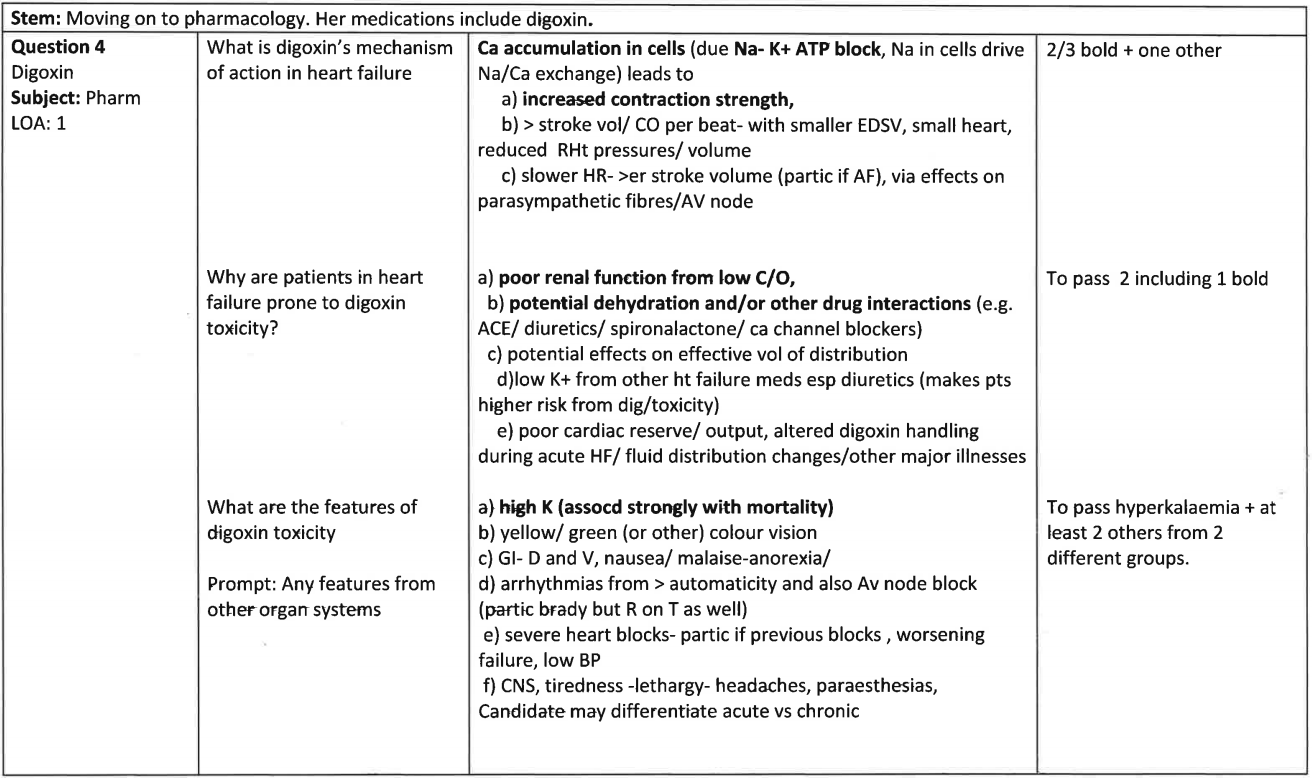 Stem: Moving on to pharmacology. Her medications include digoxin.
Question 4
Digoxin
Subject: Pharm
LOA: 1
What is digoxin's mechanism
of action in heart failure
Ca accumulation in cells (due Na- K+ ATP block, Na in cells drive
Na/Ca exchange) leads to
a) increased contraction strength,
b) > stroke vol/ CO per beat- with smaller EDSV, small heart,
reduced RHt pressures/ volume
c) slower HR- >er stroke volume (partic if AF), via effects on
parasympathetic fibres/AV node
2/3 bold + one other
Why are patients in heart
failure prone to digoxin
toxicity?
a) poor renal function from low C/O,
b) potential dehydration and/or other drug interactions (e.g.
ACE/ diuretics/ spironalactone/ ca channel blockers)
c) potential effects on effective vol of distribution
d)low K+ from other ht failure meds esp diuretics (makes pts
higher risk from dig/toxicity)
e) poor cardiac reserve/ output, altered digoxin handling
during acute HF/ fluid distribution changes/other major illnesses
To pass 2 including 1 bold
What are the features of
digoxin toxicity
Prompt: Any features from
other organ systems
a) high K (assocd strongly with mortality)
b) yellow/ green (or other) colour vision
c) GI- D and V, nausea/ malaise-anorexia/
d) arrhythmias from > automaticity and also Av node block
(partic brady but R on T as well)
e) severe heart blocks- partic if previous blocks , worsening
failure, low BP
f) CNS, tiredness -lethargy- headaches, paraesthesias,
Candidate may differentiate acute vs chronic
To pass hyperkalaemia + at
least 2 others from 2
different groups.